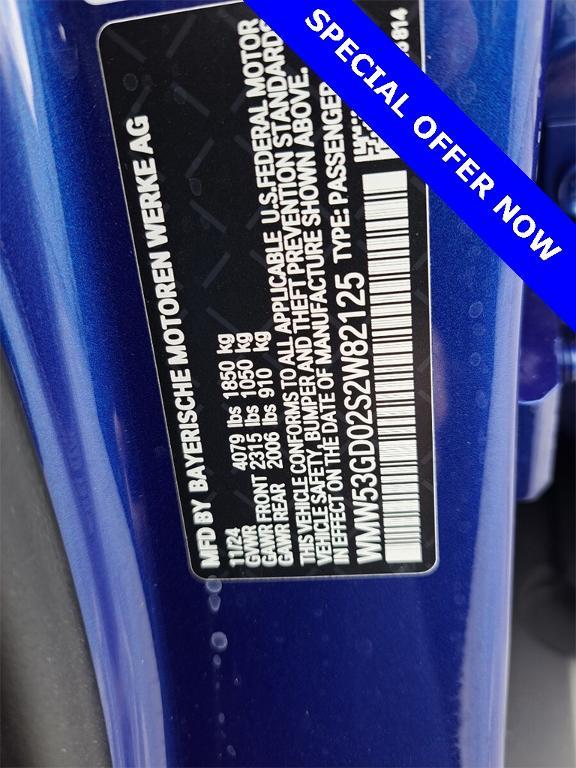 SPECIAL OFFER NOW
MFD BY BAYERISCHE MOTOREN WERKE AG
11/24
GVWR 4079 lbs 1850 kg
GAWR FRONT 2315 lbs 1050 kg
GAWR REAR 2006 lbs 910 kg
THIS VEHICLE CONFORMS TO ALL APPLICABLE U.S.FEDERAL MOTOR
VEHICLE SAFETY, BUMPER AND THEFT PREVENTION STANDARDS
IN EFFECT ON THE DATE OF MANUFACTURE SHOWN ABOVE.
WMW53GD02S2W82125 TYPE: PASSENGER
814